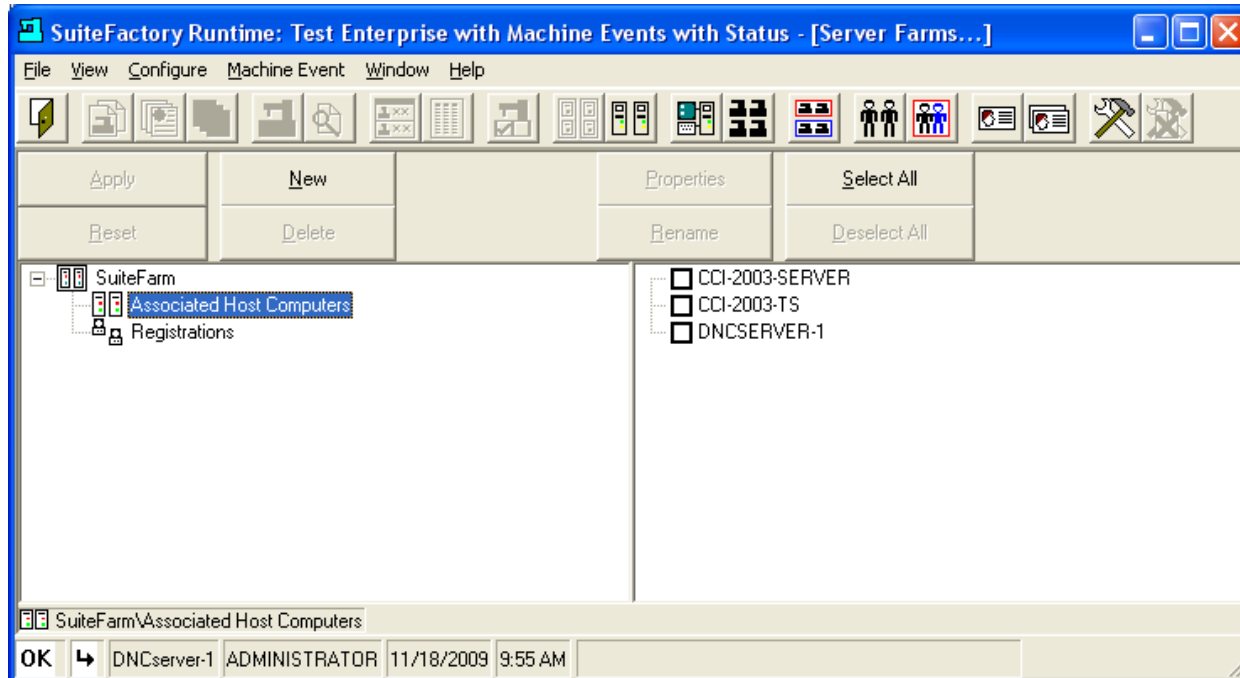 SuiteFactory Runtime: Test Enterprise with Machine Events with Status - [Server Farms...]
File View Configure Machine Event Window Help
Apply New Properties Select All
Reset Delete Rename Deselect All
SuiteFarm
Associated Host Computers
Registrations
CCI-2003-SERVER
CCI-2003-TS
DNCSERVER-1
SuiteFarm\Associated Host Computers
OK DNCserver-1 ADMINISTRATOR 11/18/2009 9:55 AM